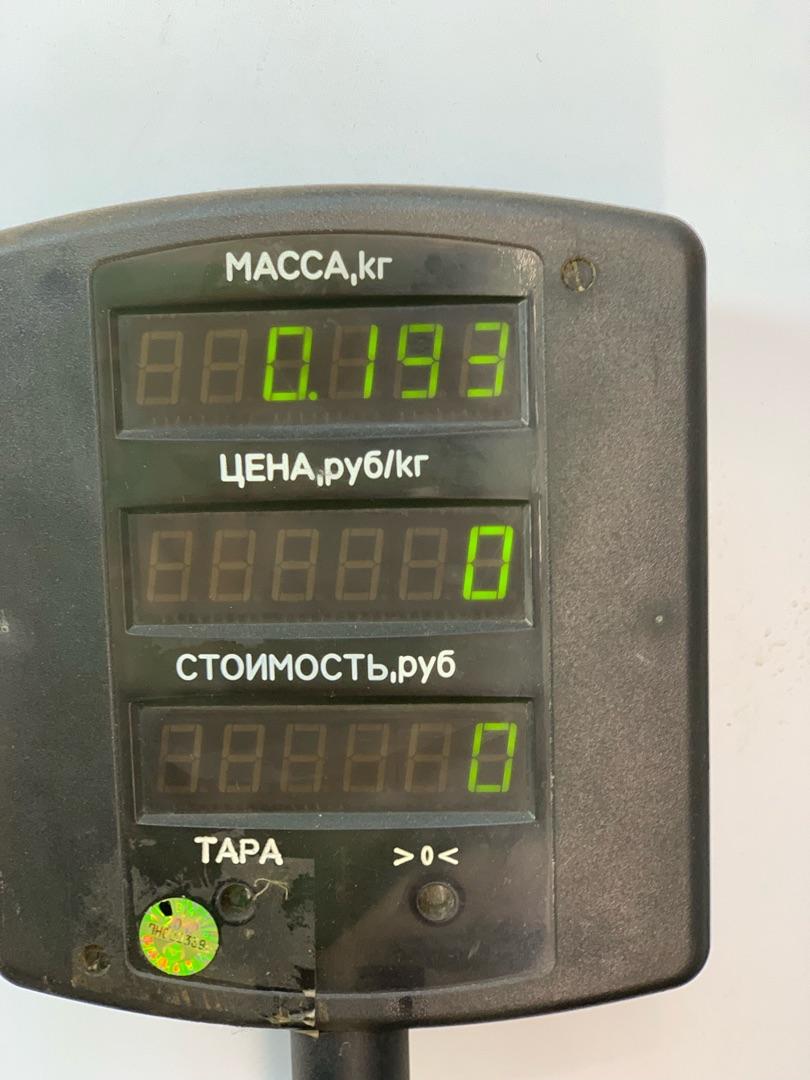 МАССА,кг
0.193
ЦЕНА,руб/кг
0
СТОИМОСТЬ,руб
0
ТАРА >0<